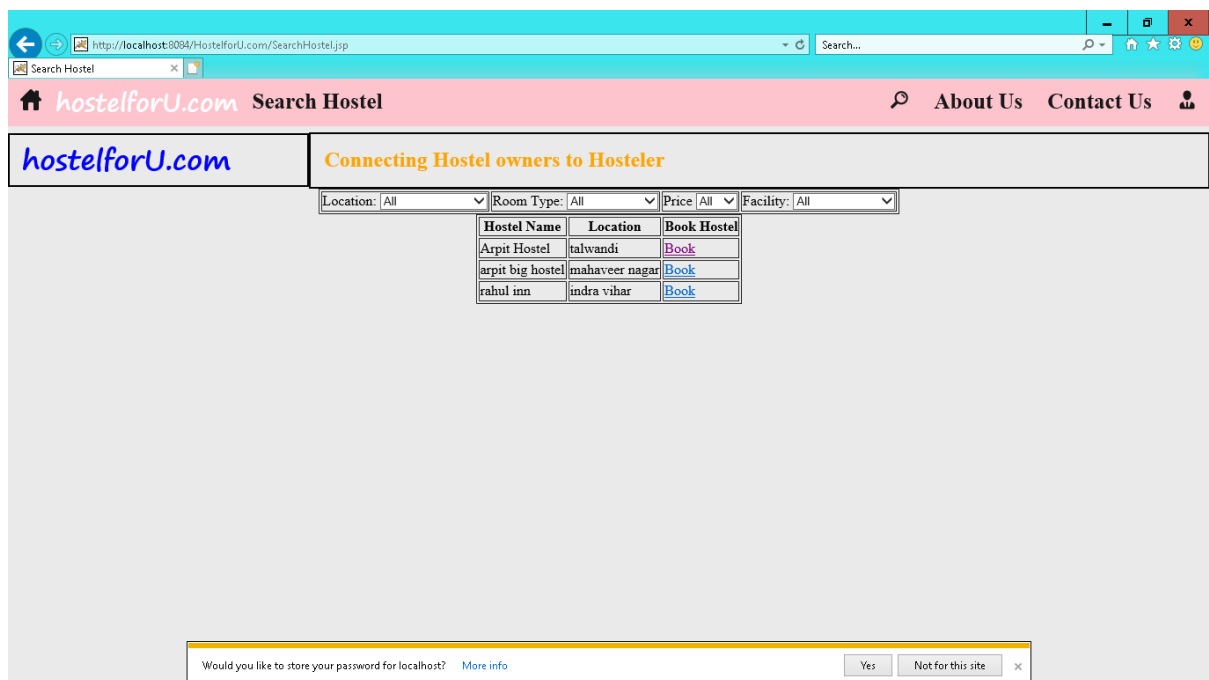 http://localhost:8084/HostelforU.com/SearchHostel.jsp Search...
Search Hostel
hostelforU.com Search Hostel About Us Contact Us
hostelforU.com Connecting Hostel owners to Hosteler
Location: All Room Type: All Price All Facility: All
Hostel Name Location Book Hostel
Arpit Hostel talwandi Book
arpit big hostel mahaveer nagar Book
rahul inn indra vihar Book
Would you like to store your password for localhost? More info Yes Not for this site